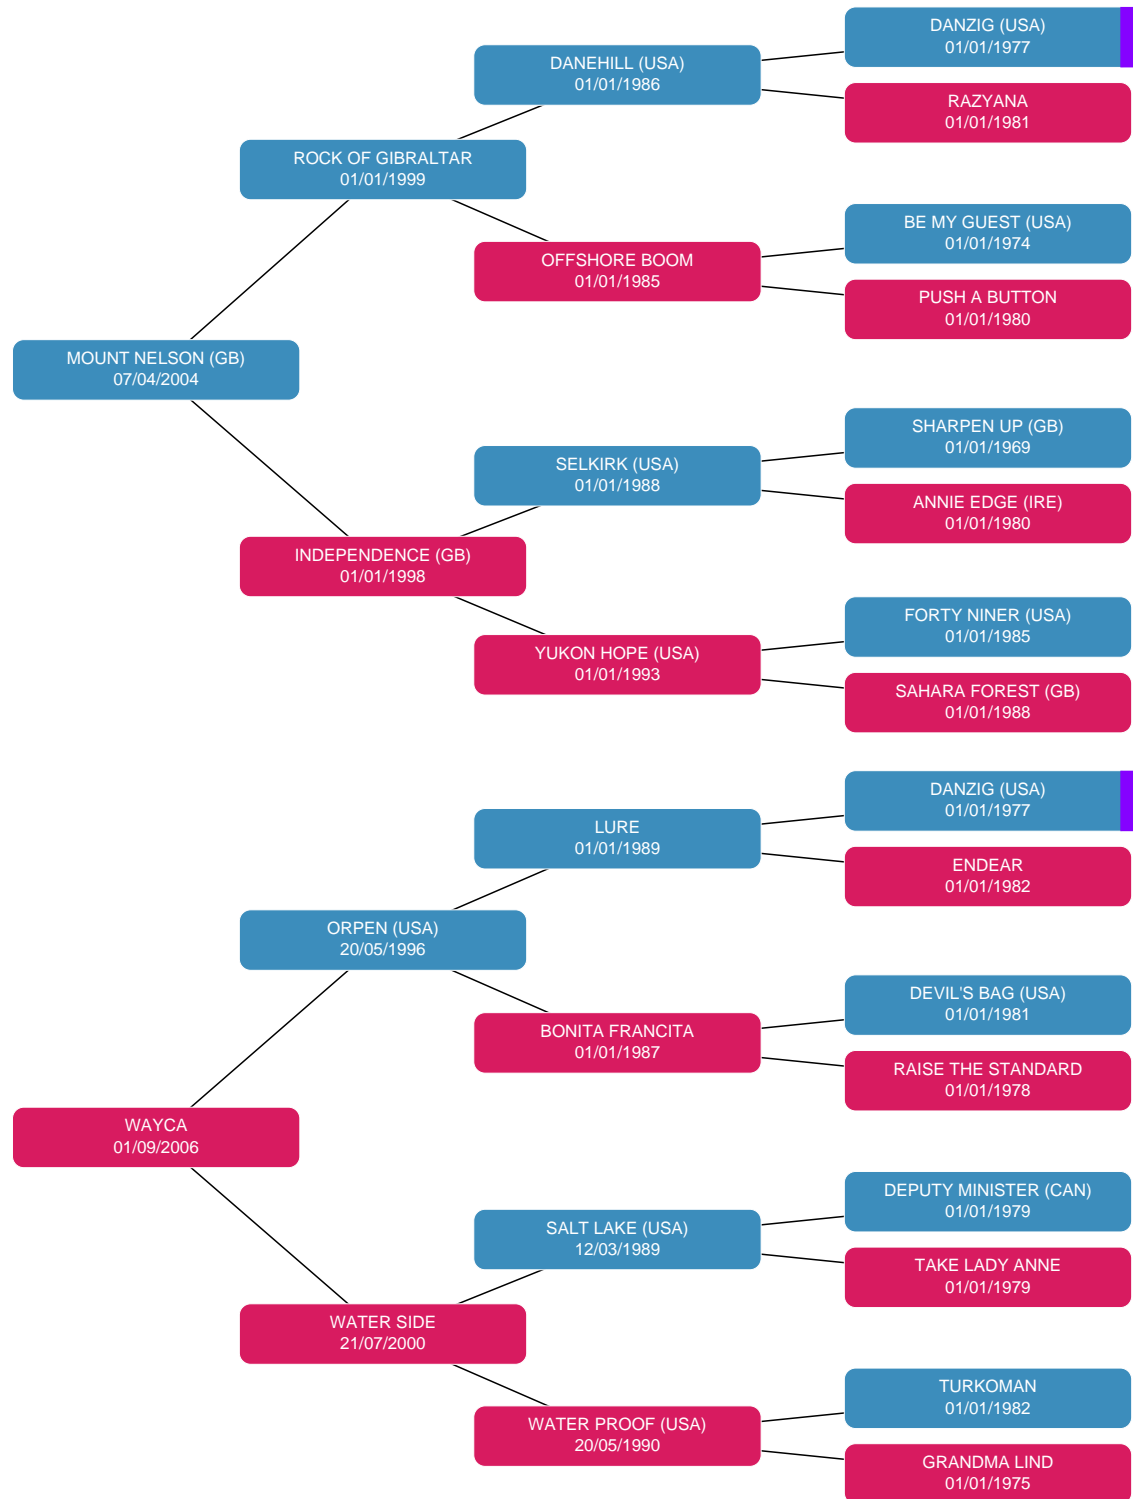 DANZIG (USA)
01/01/1977
DANEHILL (USA)
01/01/1986
RAZYANA
01/01/1981
ROCK OF GIBRALTAR
01/01/1999
BE MY GUEST (USA)
01/01/1974
OFFSHORE BOOM
01/01/1985
PUSH A BUTTON
01/01/1980
MOUNT NELSON (GB)
07/04/2004
SHARPEN UP (GB)
01/01/1969
SELKIRK (USA)
01/01/1988
ANNIE EDGE (IRE)
01/01/1980
INDEPENDENCE (GB)
01/01/1998
FORTY NINER (USA)
01/01/1985
YUKON HOPE (USA)
01/01/1993
SAHARA FOREST (GB)
01/01/1988
DANZIG (USA)
01/01/1977
LURE
01/01/1989
ENDEAR
01/01/1982
ORPEN (USA)
20/05/1996
DEVIL'S BAG (USA)
01/01/1981
BONITA FRANCITA
01/01/1987
RAISE THE STANDARD
01/01/1978
WAYCA
01/09/2006
DEPUTY MINISTER (CAN)
01/01/1979
SALT LAKE (USA)
12/03/1989
TAKE LADY ANNE
01/01/1979
WATER SIDE
21/07/2000
TURKOMAN
01/01/1982
WATER PROOF (USA)
20/05/1990
GRANDMA LIND
01/01/1975